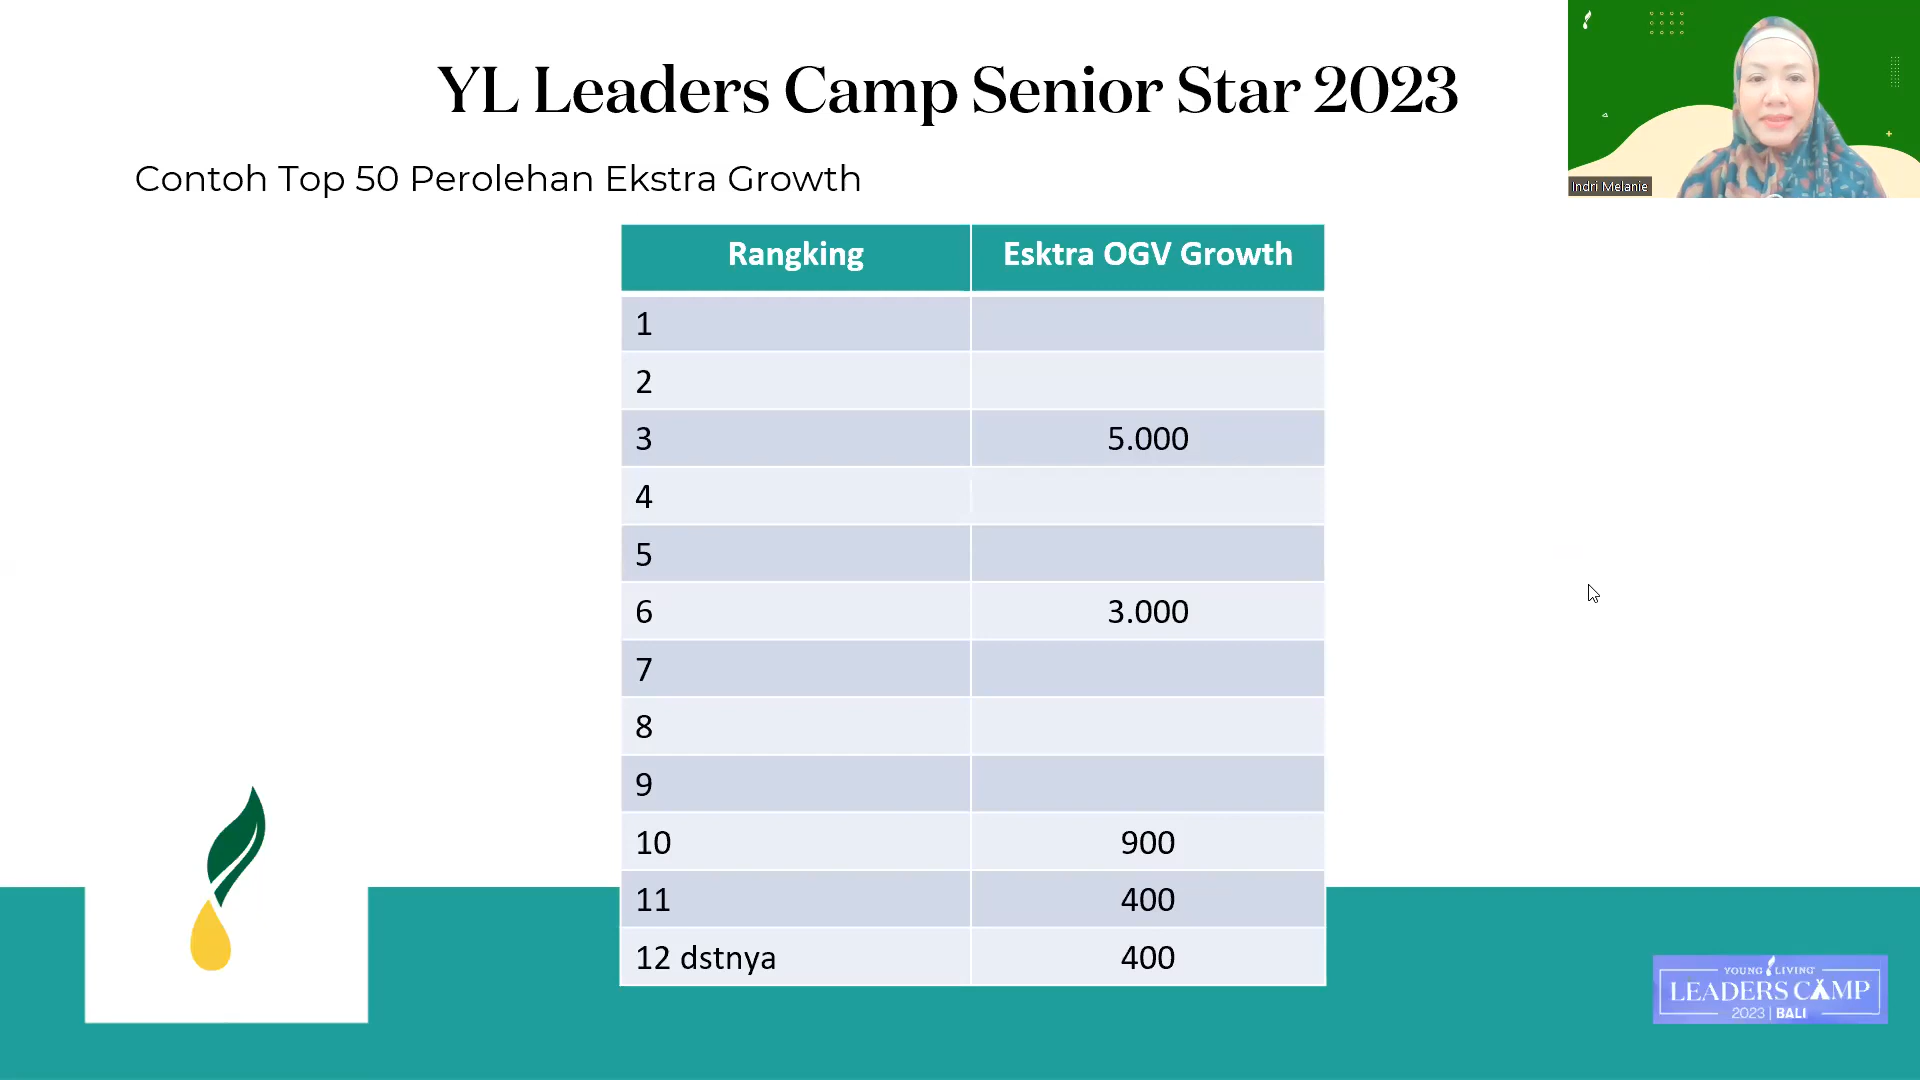 YL Leaders Camp Senior Star 2023
Contoh Top 50 Perolehan Ekstra Growth
Indri Melanie
Rangking Esktra OGV Growth
1
2
3 5.000
4
5
6 3.000
7
8
9
10 900
11 400
12 dstnya 400
YOUNG LIVING
LEADERS CAMP
2023 | BALI